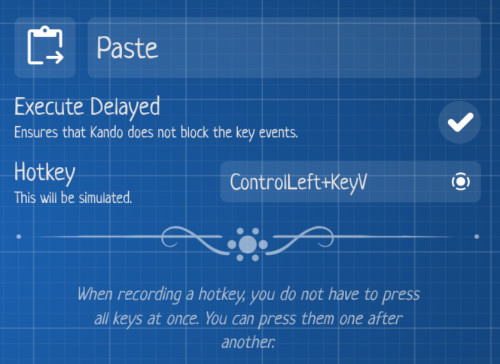 Paste
Execute Delayed
Ensures that Kando does not block the key events.
Hotkey
This will be simulated.
ControlLeft+KeyV
When recording a hotkey, you do not have to press
all keys at once. You can press them one after
another.